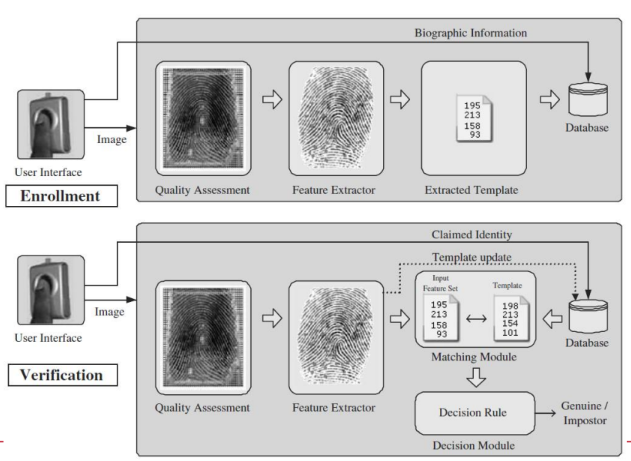 Biographic Information
195
213
158
93
Database
Image
User Interface
Quality Assessment
Feature Extractor
Extracted Template
Enrollment
Claimed Identity
Template update
Input
Feature Set
Template
195
213
158
93
198
213
154
101
Image
User Interface
Matching Module
Database
Verification
Quality Assessment
Feature Extractor
Decision Rule
Genuine /
Impostor
Decision Module